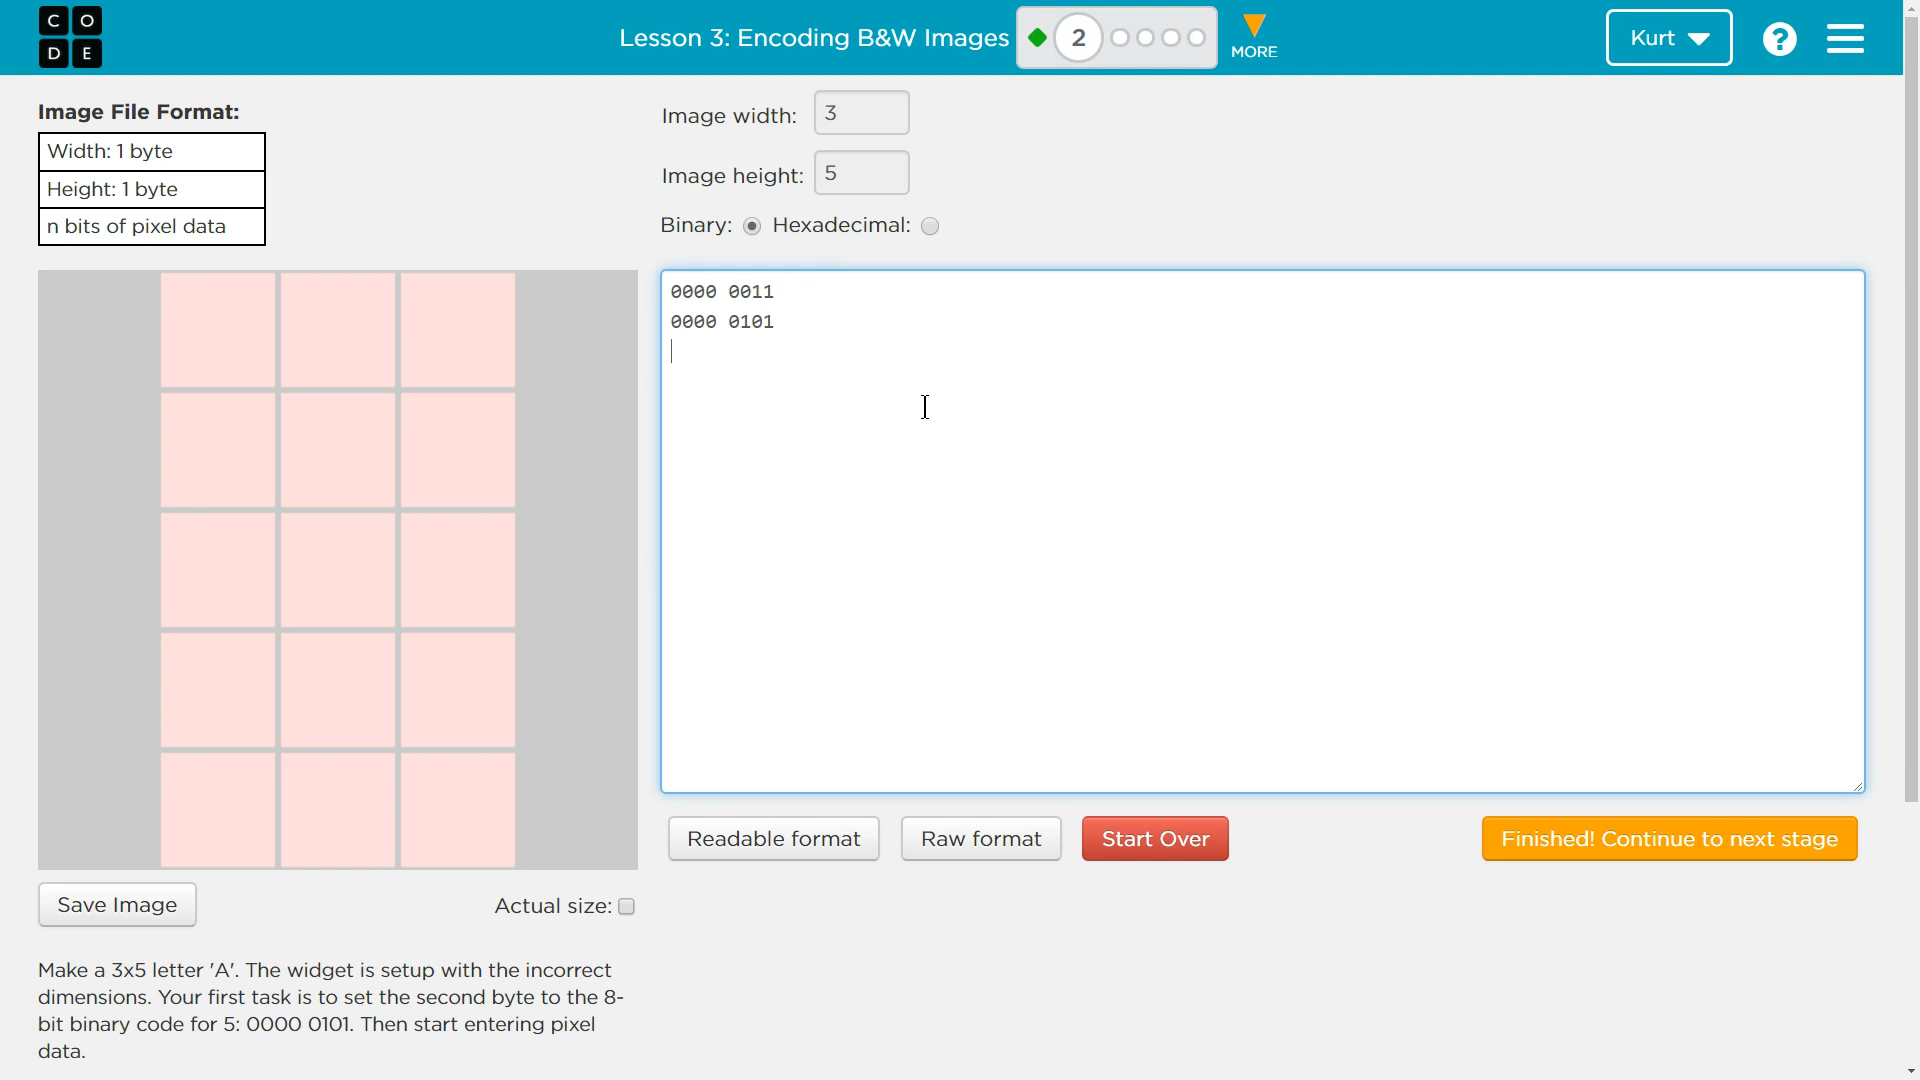 C O
D E
Lesson 3: Encoding B&W Images
2
MORE
Kurt
?
Image File Format:
Width: 1 byte
Height: 1 byte
n bits of pixel data
Image width: 3
Image height: 5
Binary: Hexadecimal:
0000 0011
0000 0101
Readable format
Raw format
Start Over
Finished! Continue to next stage
Save Image
Actual size:
Make a 3x5 letter 'A'. The widget is setup with the incorrect
dimensions. Your first task is to set the second byte to the 8-
bit binary code for 5: 0000 0101. Then start entering pixel
data.